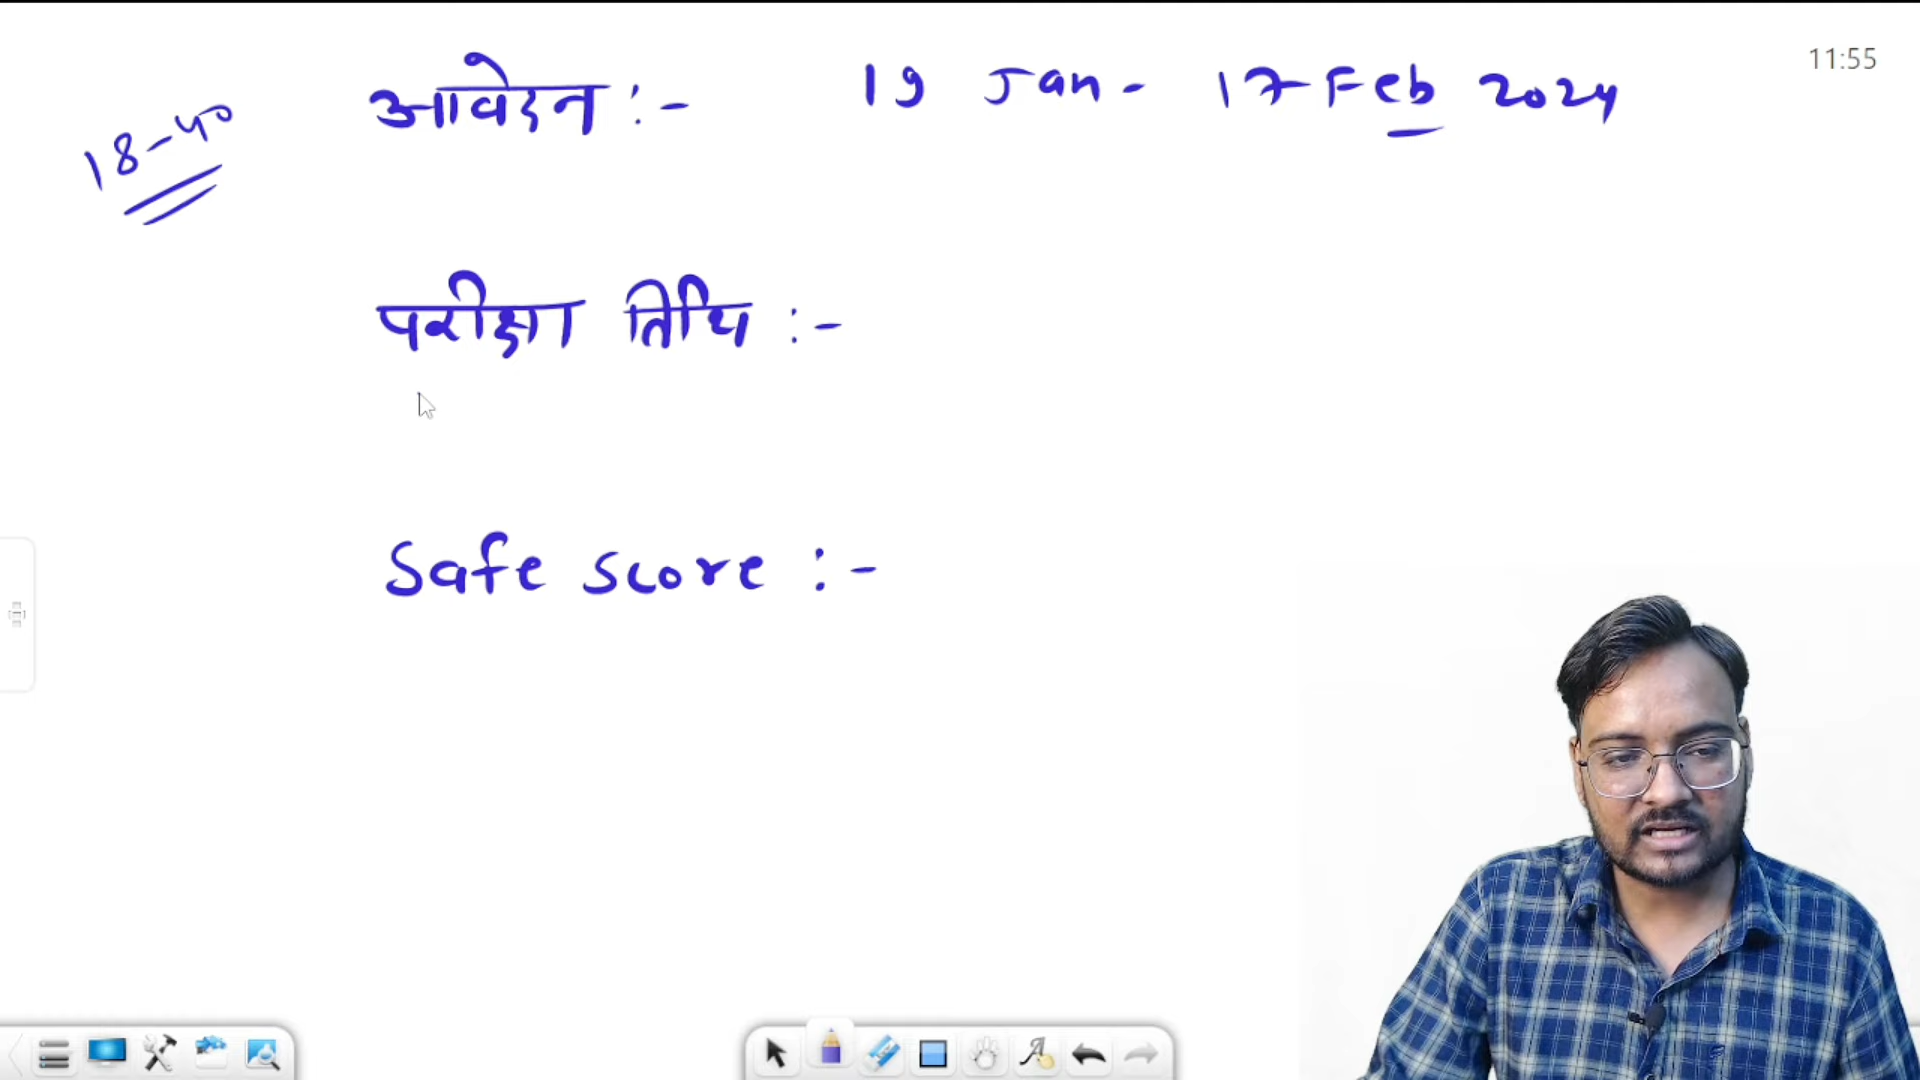 11:55
18-40
आवेदन :- 19 Jan - 17 Feb 2024
परीक्षा तिथि :-
Safe score :-